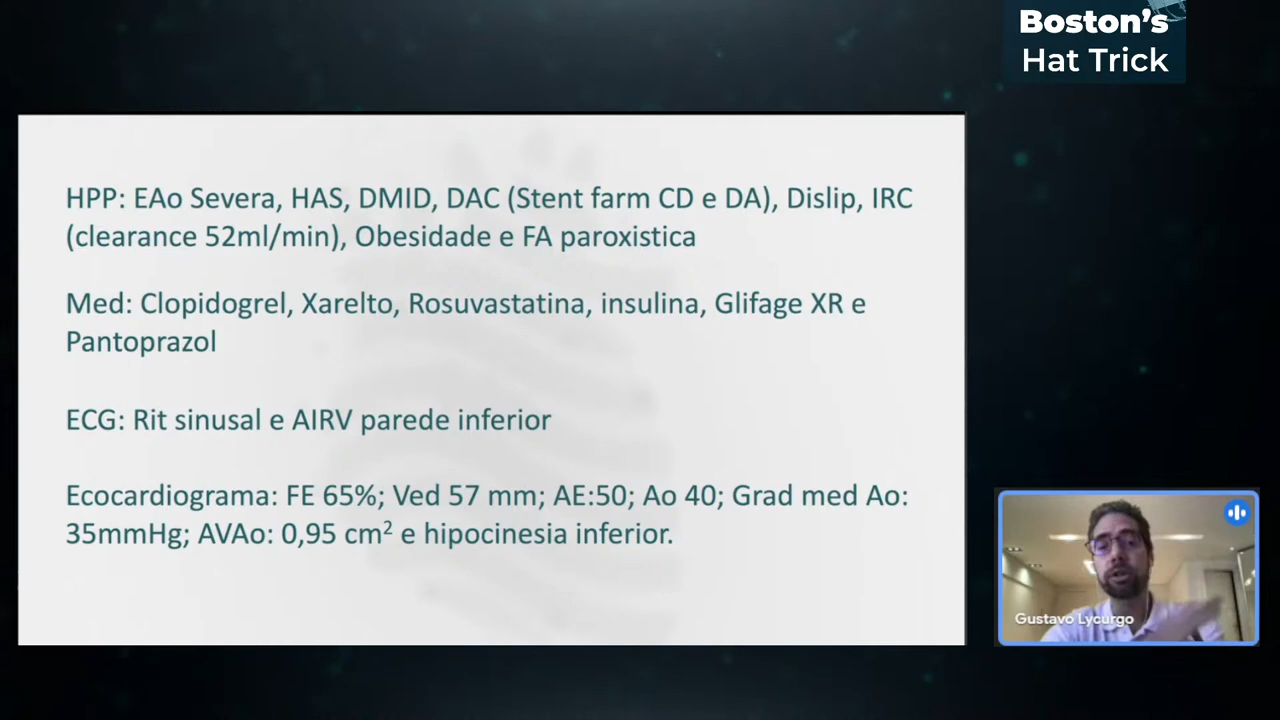 Boston's
Hat Trick
HPP: EAo Severa, HAS, DMID, DAC (Stent farm CD e DA), Dislip, IRC
(clearance 52ml/min), Obesidade e FA paroxistica
Med: Clopidogrel, Xarelto, Rosuvastatina, insulina, Glifage XR e
Pantoprazol
ECG: Rit sinusal e AIRV parede inferior
Ecocardiograma: FE 65%; Ved 57 mm; AE:50; Ao 40; Grad med Ao:
35mmHg; AVAo: 0,95 cm² e hipocinesia inferior.
Gustavo Lycurgo